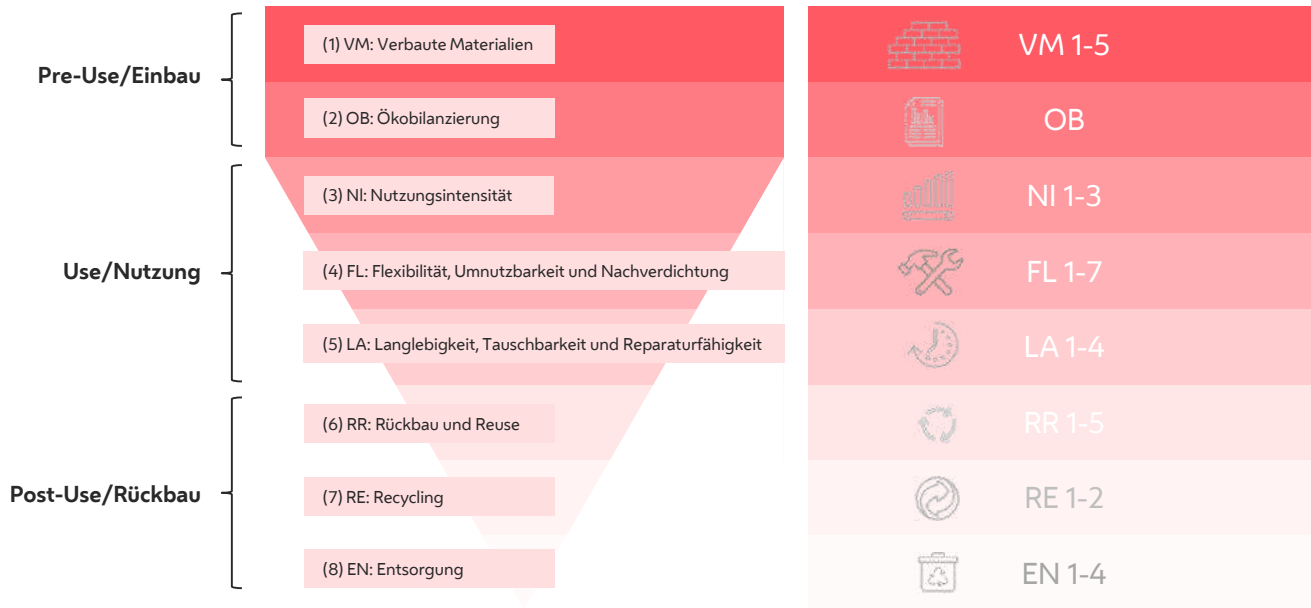 Pre-Use/Einbau
(1) VM: Verbaute Materialien
VM 1-5
(2) OB: Ökobilanzierung
OB
Use/Nutzung
(3) NI: Nutzungsintensität
NI 1-3
(4) FL: Flexibilität, Umnutzbarkeit und Nachverdichtung
FL 1-7
(5) LA: Langlebigkeit, Tauschbarkeit und Reparaturfähigkeit
LA 1-4
Post-Use/Rückbau
(6) RR: Rückbau und Reuse
RR 1-5
(7) RE: Recycling
RE 1-2
(8) EN: Entsorgung
EN 1-4